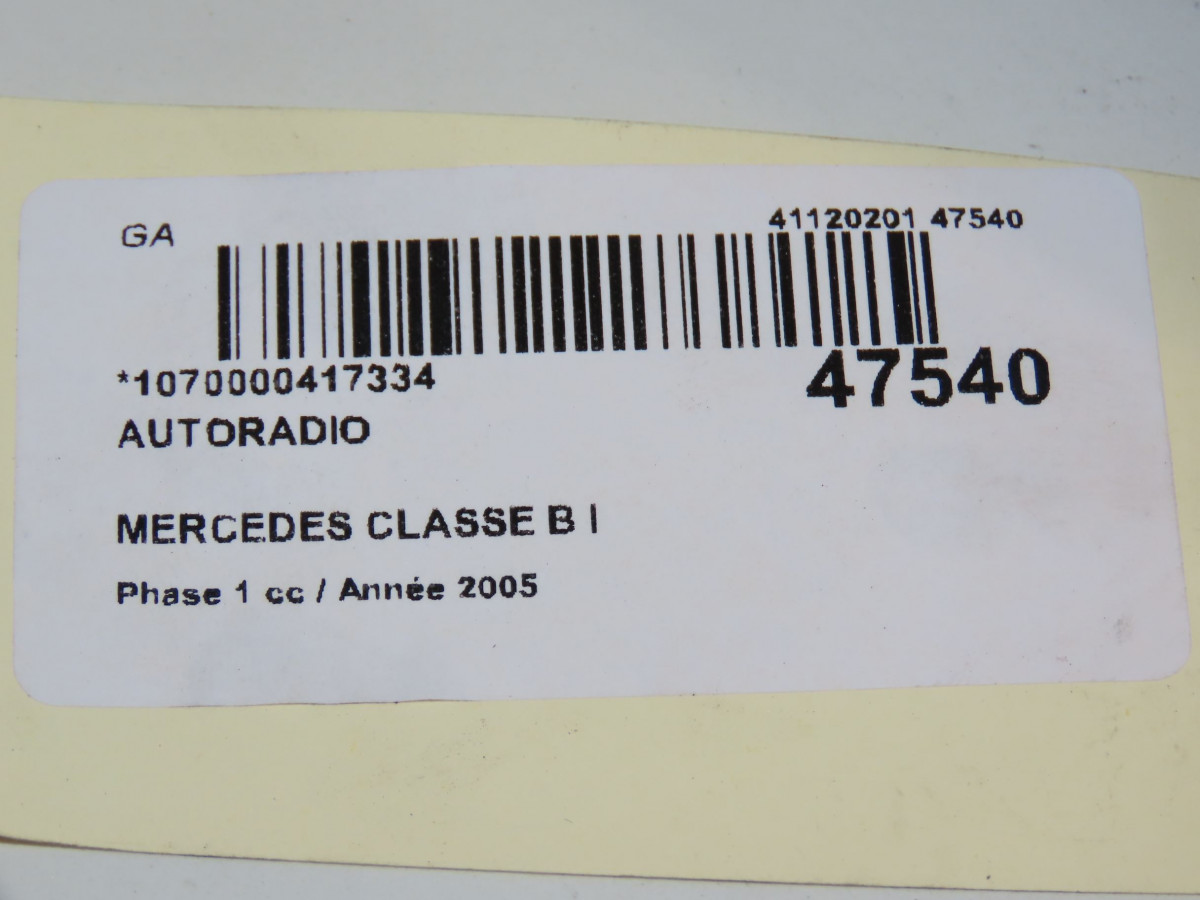 GA
41120201 47540
*1070000417334
47540
AUTORADIO
MERCEDES CLASSE B I
Phase 1 cc / Année 2005